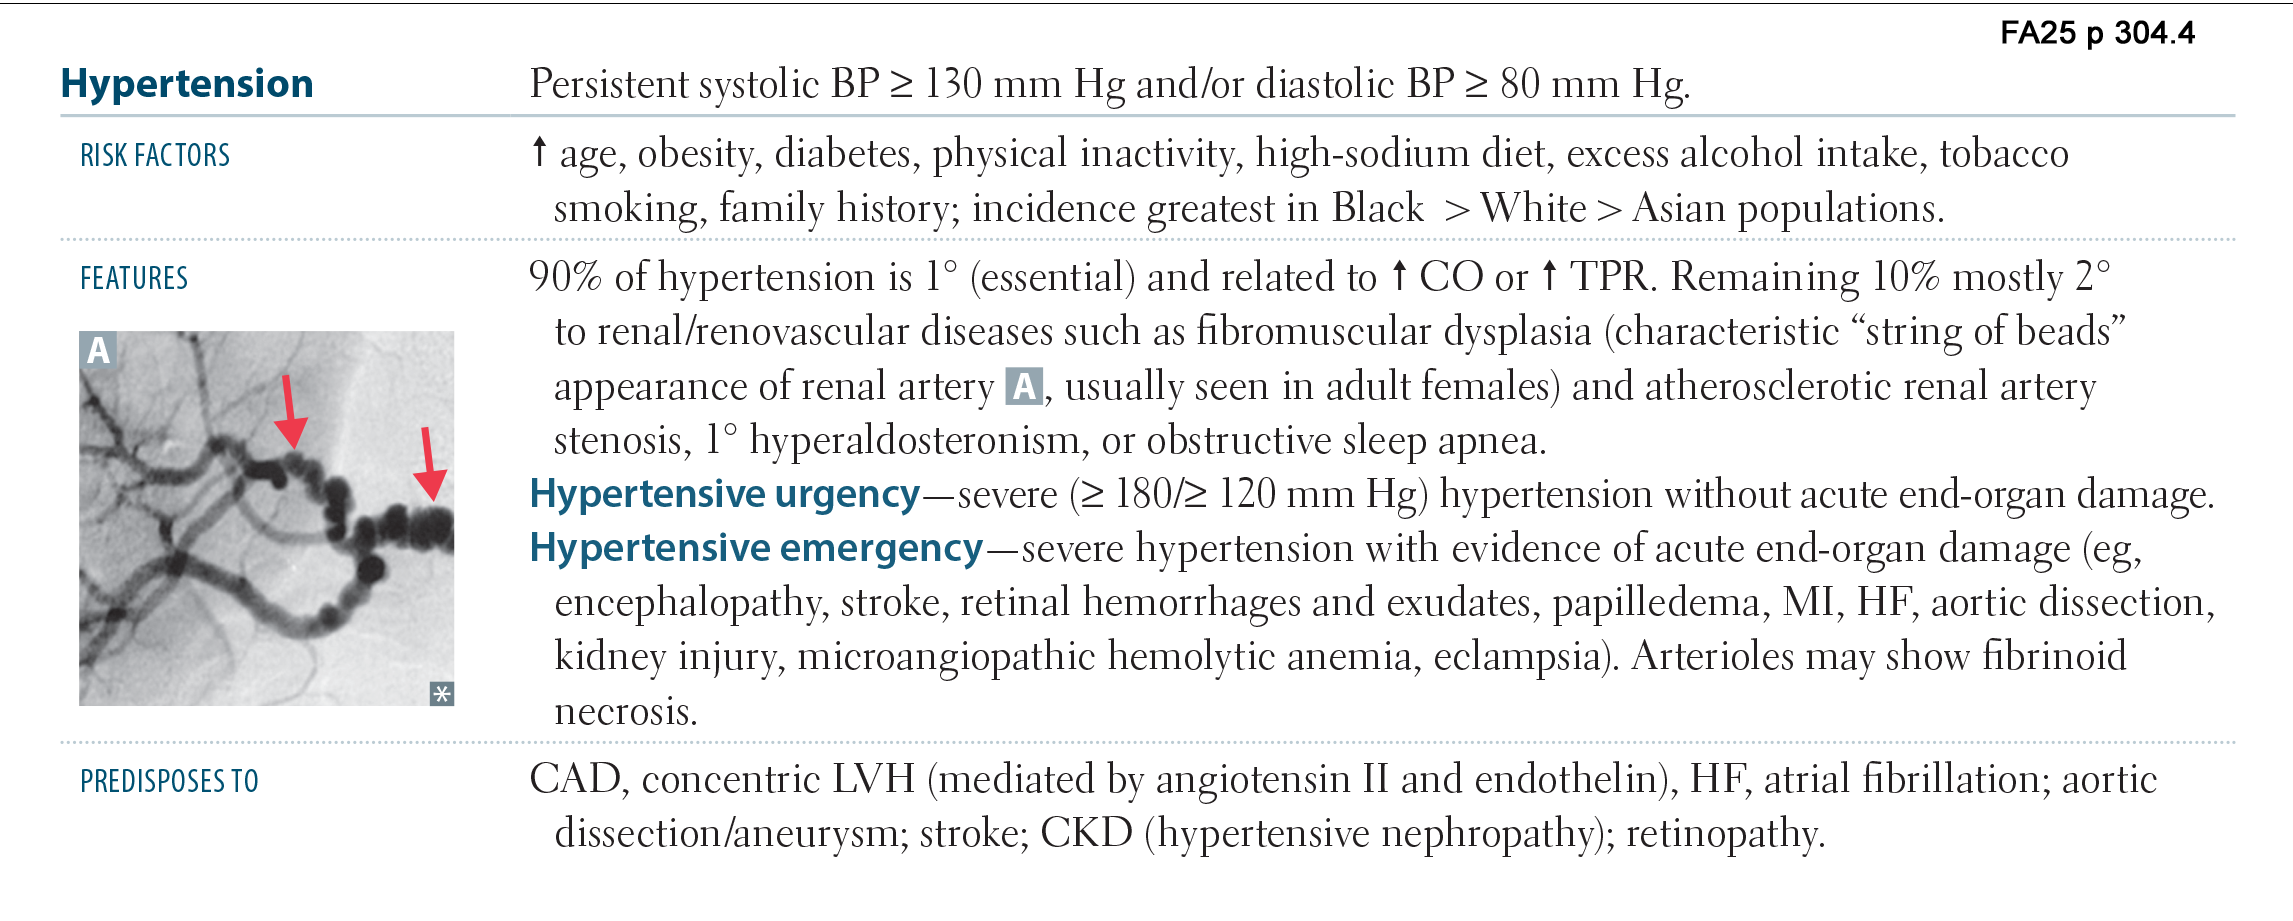 FA25 p 304.4
Hypertension
Persistent systolic BP ≥ 130 mm Hg and/or diastolic BP ≥ 80 mm Hg.
RISK FACTORS
↑ age, obesity, diabetes, physical inactivity, high-sodium diet, excess alcohol intake, tobacco
smoking, family history; incidence greatest in Black > White > Asian populations.
FEATURES
90% of hypertension is 1° (essential) and related to ↑ CO or ↑ TPR. Remaining 10% mostly 2°
to renal/renovascular diseases such as fibromuscular dysplasia (characteristic “string of beads”
appearance of renal artery A, usually seen in adult females) and atherosclerotic renal artery
stenosis, 1° hyperaldosteronism, or obstructive sleep apnea.
Hypertensive urgency—severe (≥ 180/≥ 120 mm Hg) hypertension without acute end-organ damage.
Hypertensive emergency—severe hypertension with evidence of acute end-organ damage (eg,
encephalopathy, stroke, retinal hemorrhages and exudates, papilledema, MI, HF, aortic dissection,
kidney injury, microangiopathic hemolytic anemia, eclampsia). Arterioles may show fibrinoid
necrosis.
A
*
PREDISPOSES TO
CAD, concentric LVH (mediated by angiotensin II and endothelin), HF, atrial fibrillation; aortic
dissection/aneurysm; stroke; CKD (hypertensive nephropathy); retinopathy.